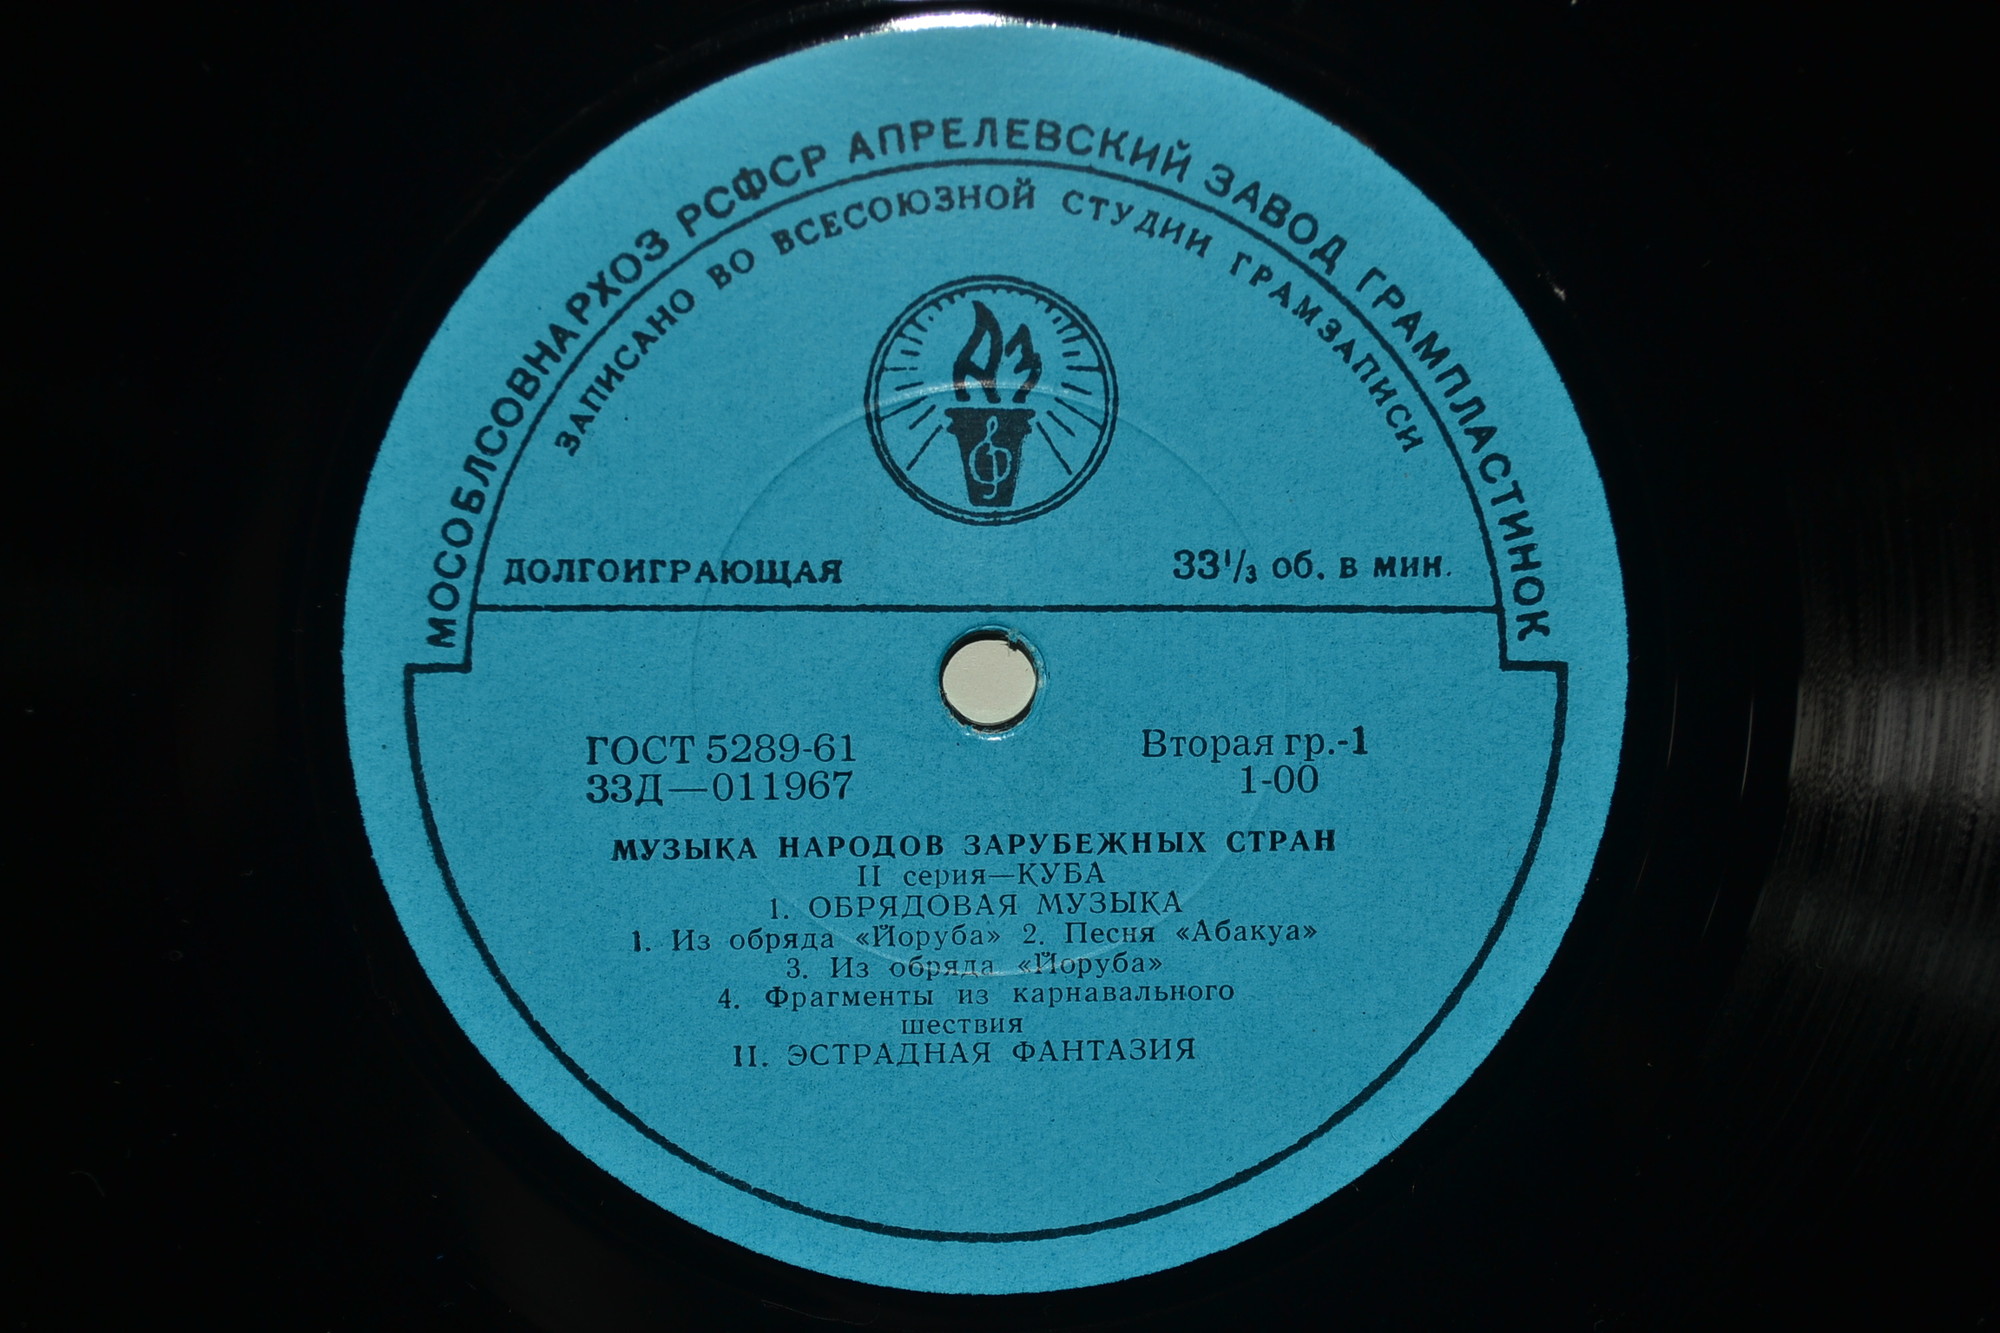 МОСОБЛСОВНАРХОЗ РСФСР АПРЕЛЕВСКИЙ ЗАВОД ГРАМПЛАСТИНОК
ЗАПИСАНО ВО ВСЕСОЮЗНОЙ СТУДИИ ГРАМЗАПИСИ
АЗ
ДОЛГОИГРАЮЩАЯ 33⅓ об. в мин.
ГОСТ 5289-61 Вторая гр.-1
33Д—011967 1-00
МУЗЫКА НАРОДОВ ЗАРУБЕЖНЫХ СТРАН
II серия—КУБА
1. ОБРЯДОВАЯ МУЗЫКА
1. Из обряда «Йоруба» 2. Песня «Абакуа»
3. Из обряда «Йоруба»
4. Фрагменты из карнавального
шествия
II. ЭСТРАДНАЯ ФАНТАЗИЯ